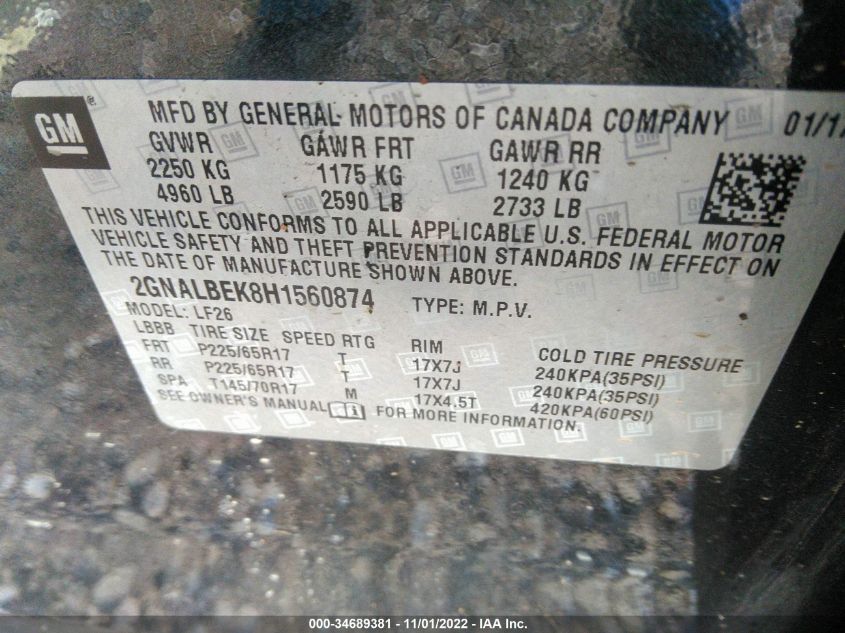 GM ®
MFD BY GENERAL MOTORS OF CANADA COMPANY 01/17
GVWR GAWR FRT GAWR RR
2250 KG 1175 KG 1240 KG
4960 LB 2590 LB 2733 LB
THIS VEHICLE CONFORMS TO ALL APPLICABLE U.S. FEDERAL MOTOR
VEHICLE SAFETY AND THEFT PREVENTION STANDARDS IN EFFECT ON
THE DATE OF MANUFACTURE SHOWN ABOVE.
2GNALBEK8H1560874 TYPE: M.P.V.
MODEL: LF26
LBBB TIRE SIZE SPEED RTG RIM COLD TIRE PRESSURE
FRT P225/65R17 T 17X7J 240KPA(35PSI)
RR P225/65R17 T 17X7J 240KPA(35PSI)
SPA T145/70R17 M 17X4.5T 420KPA(60PSI)
SEE OWNER'S MANUAL FOR MORE INFORMATION.
000-34689381 - 11/01/2022 - IAA Inc.